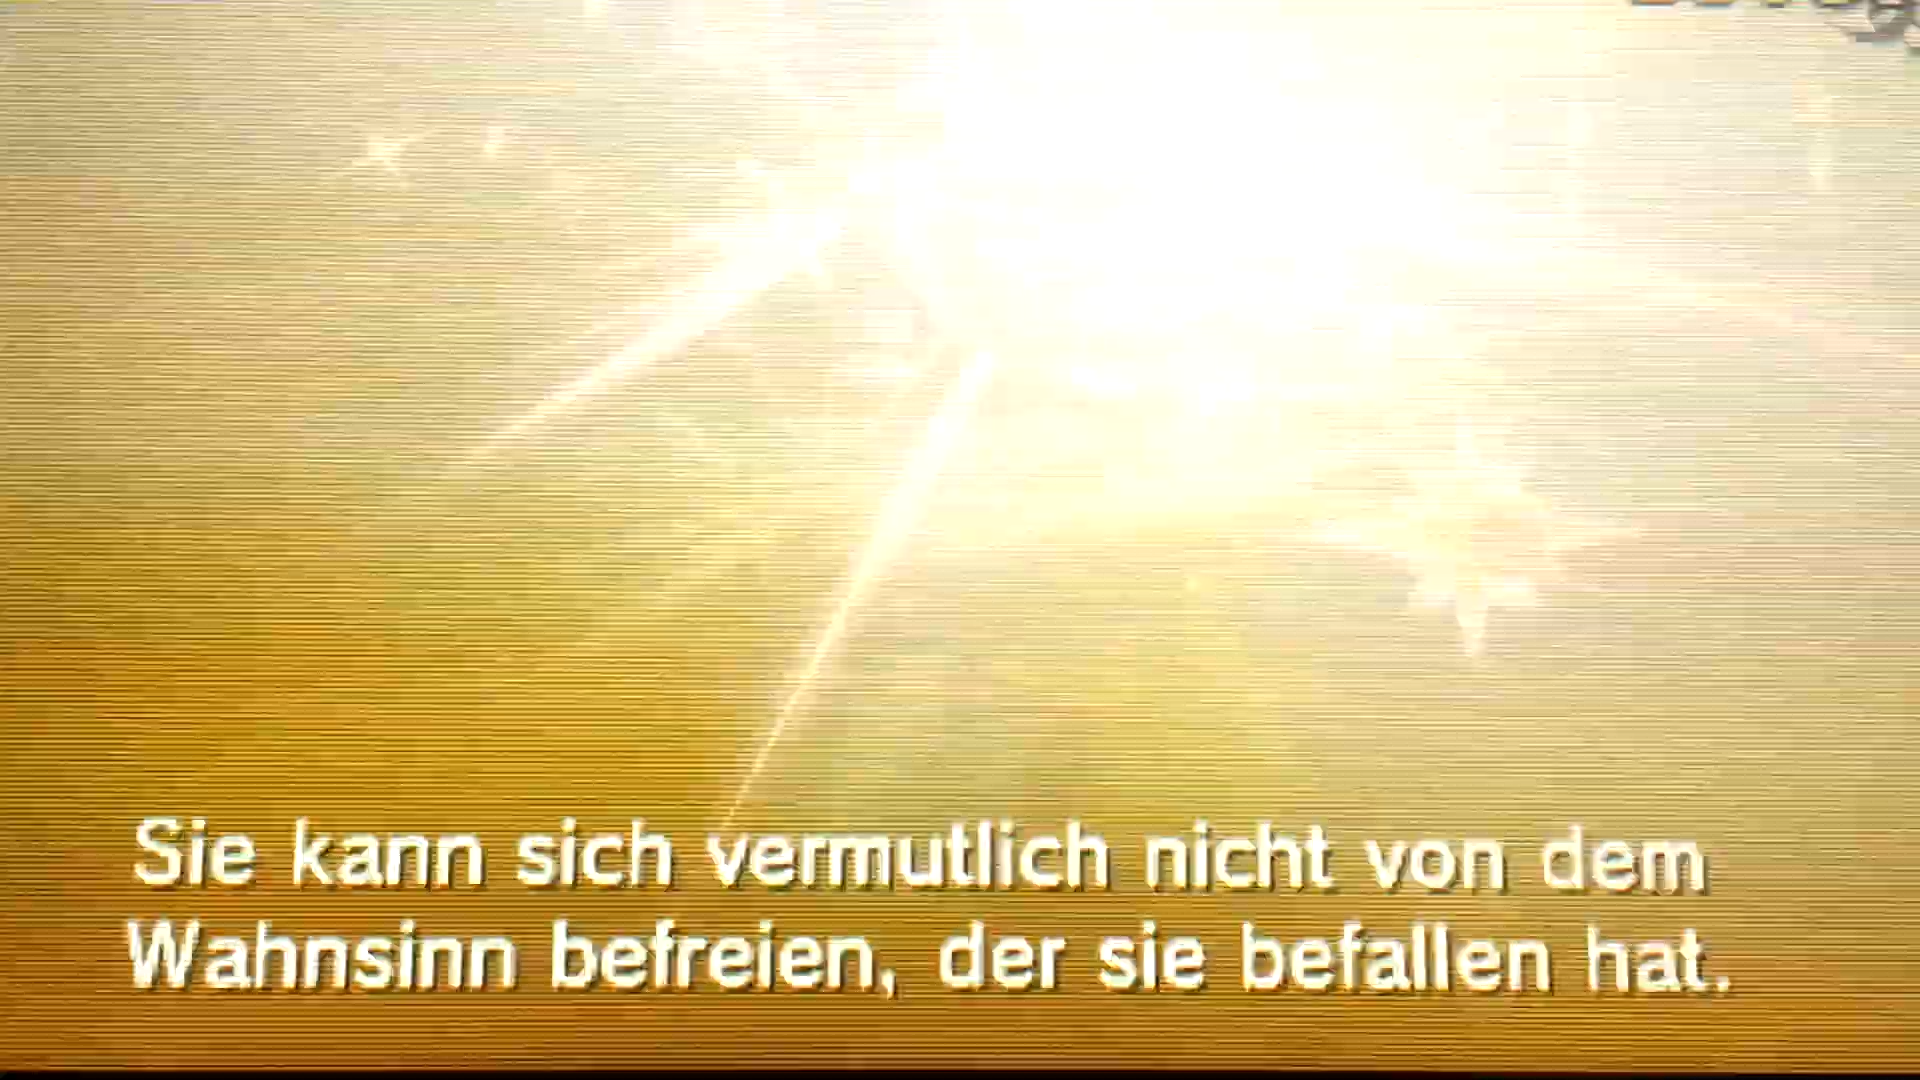 Sie kann sich vermutlich nicht von dem
Wahnsinn befreien, der sie befallen hat.